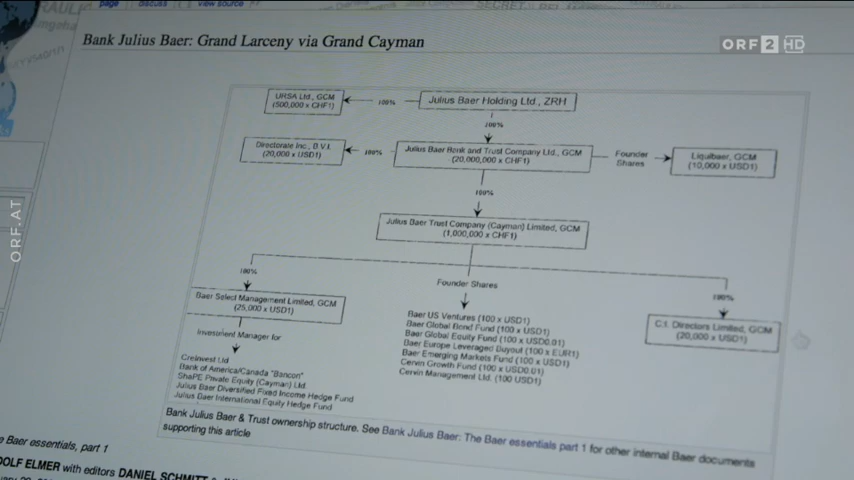 page discuss view source
SECRET
Bank Julius Baer: Grand Larceny via Grand Cayman
ORF 2 HD
URSA Ltd., GCM
(500,000 x CHF1)
100%
Julius Baer Holding Ltd., ZRH
100%
Directorate Inc., B.V.I.
(20,000 x USD1)
100%
Julius Baer Bank and Trust Company Ltd., GCM
(20,000,000 x CHF1)
Founder
Shares
Liquibaer, GCM
(10,000 x USD1)
100%
Julius Baer Trust Company (Cayman) Limited, GCM
(1,000,000 x CHF1)
100%
Founder Shares
100%
Baer Select Management Limited, GCM
(25,000 x USD1)
Baer US Ventures (100 x USD1)
Baer Global Bond Fund (100 x USD1)
Baer Global Equity Fund (100 x USD0.01)
Baer Europe Leveraged Buyout (100 x EUR1)
Baer Emerging Markets Fund (100 x USD1)
Cervin Growth Fund (100 x USD0.01)
Cervin Management Ltd. (100 USD1)
C.I. Directors Limited, GCM
(20,000 x USD1)
Investment Manager for
CreInvest Ltd
Bank of America/Canada "Bancon"
ShaPE Private Equity (Cayman) Ltd.
Julius Baer Diversified Fixed Income Hedge Fund
Julius Baer International Equity Hedge Fund
Bank Julius Baer & Trust ownership structure. See Bank Julius Baer: The Baer essentials part 1 for other internal Baer documents
supporting this article
e Baer essentials, part 1
DOLF ELMER with editors DANIEL SCHMITT
ORF.AT